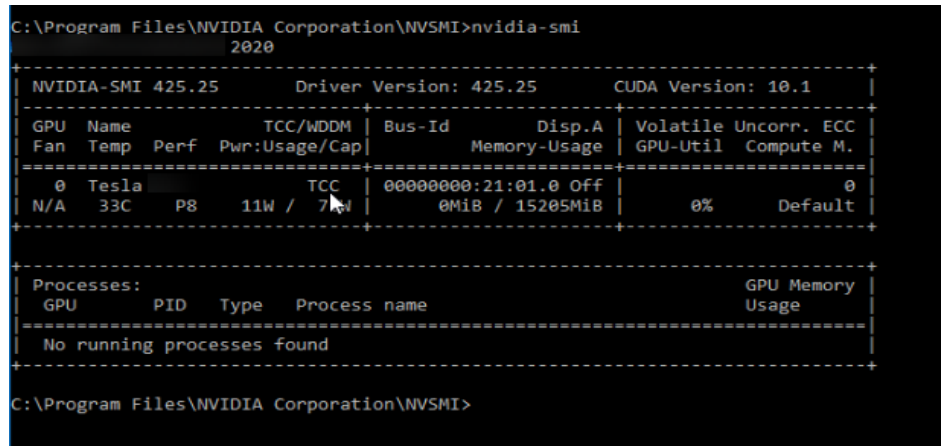 C:\Program Files\NVIDIA Corporation\NVSMI>nvidia-smi
2020
+-----------------------------------------------------------------------------+
| NVIDIA-SMI 425.25       Driver Version: 425.25       CUDA Version: 10.1     |
|-------------------------------+----------------------+----------------------+
| GPU  Name            TCC/WDDM | Bus-Id        Disp.A | Volatile Uncorr. ECC |
| Fan  Temp  Perf  Pwr:Usage/Cap|         Memory-Usage | GPU-Util  Compute M. |
|===============================+======================+======================|
|   0  Tesla               TCC  | 00000000:21:01.0 Off |                    0 |
| N/A   33C    P8    11W /      |      0MiB / 15205MiB |      0%      Default |
+-------------------------------+----------------------+----------------------+
+-----------------------------------------------------------------------------+
| Processes:                                                       GPU Memory |
|  GPU       PID   Type   Process name                             Usage      |
|=============================================================================|
|  No running processes found                                                 |
+-----------------------------------------------------------------------------+
C:\Program Files\NVIDIA Corporation\NVSMI>